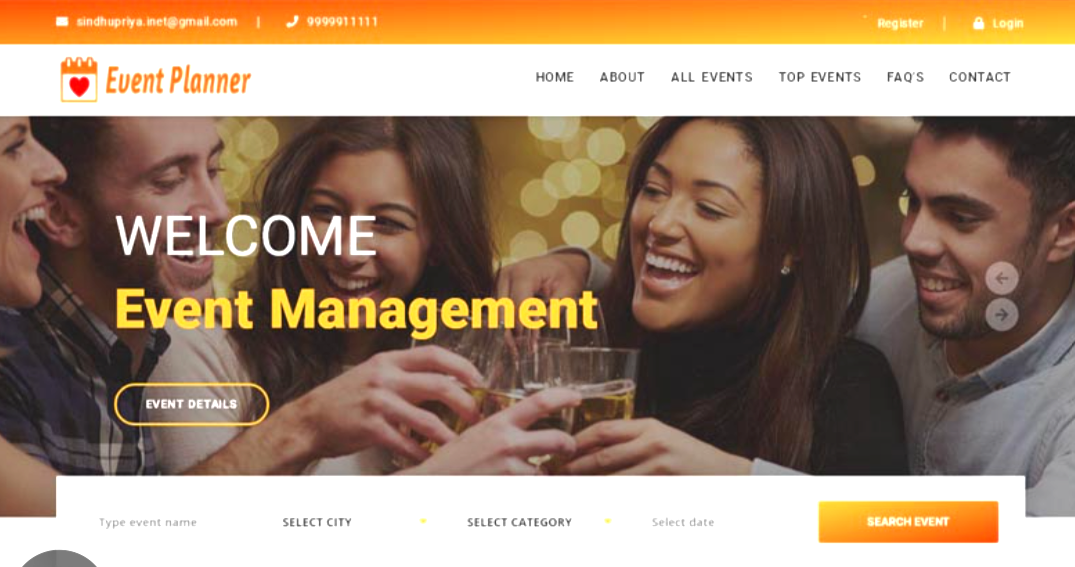 sindhupriya.inet@gmail.com | 9999911111 Register | Login
Event Planner HOME ABOUT ALL EVENTS TOP EVENTS FAQ'S CONTACT
WELCOME
Event Management
EVENT DETAILS
Type event name SELECT CITY SELECT CATEGORY Select date SEARCH EVENT